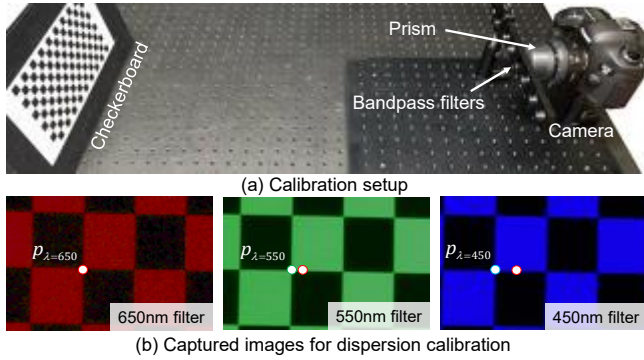 Prism
Bandpass filters
Checkerboard
Camera
(a) Calibration setup
pλ=650
pλ=550
pλ=450
650nm filter
550nm filter
450nm filter
(b) Captured images for dispersion calibration